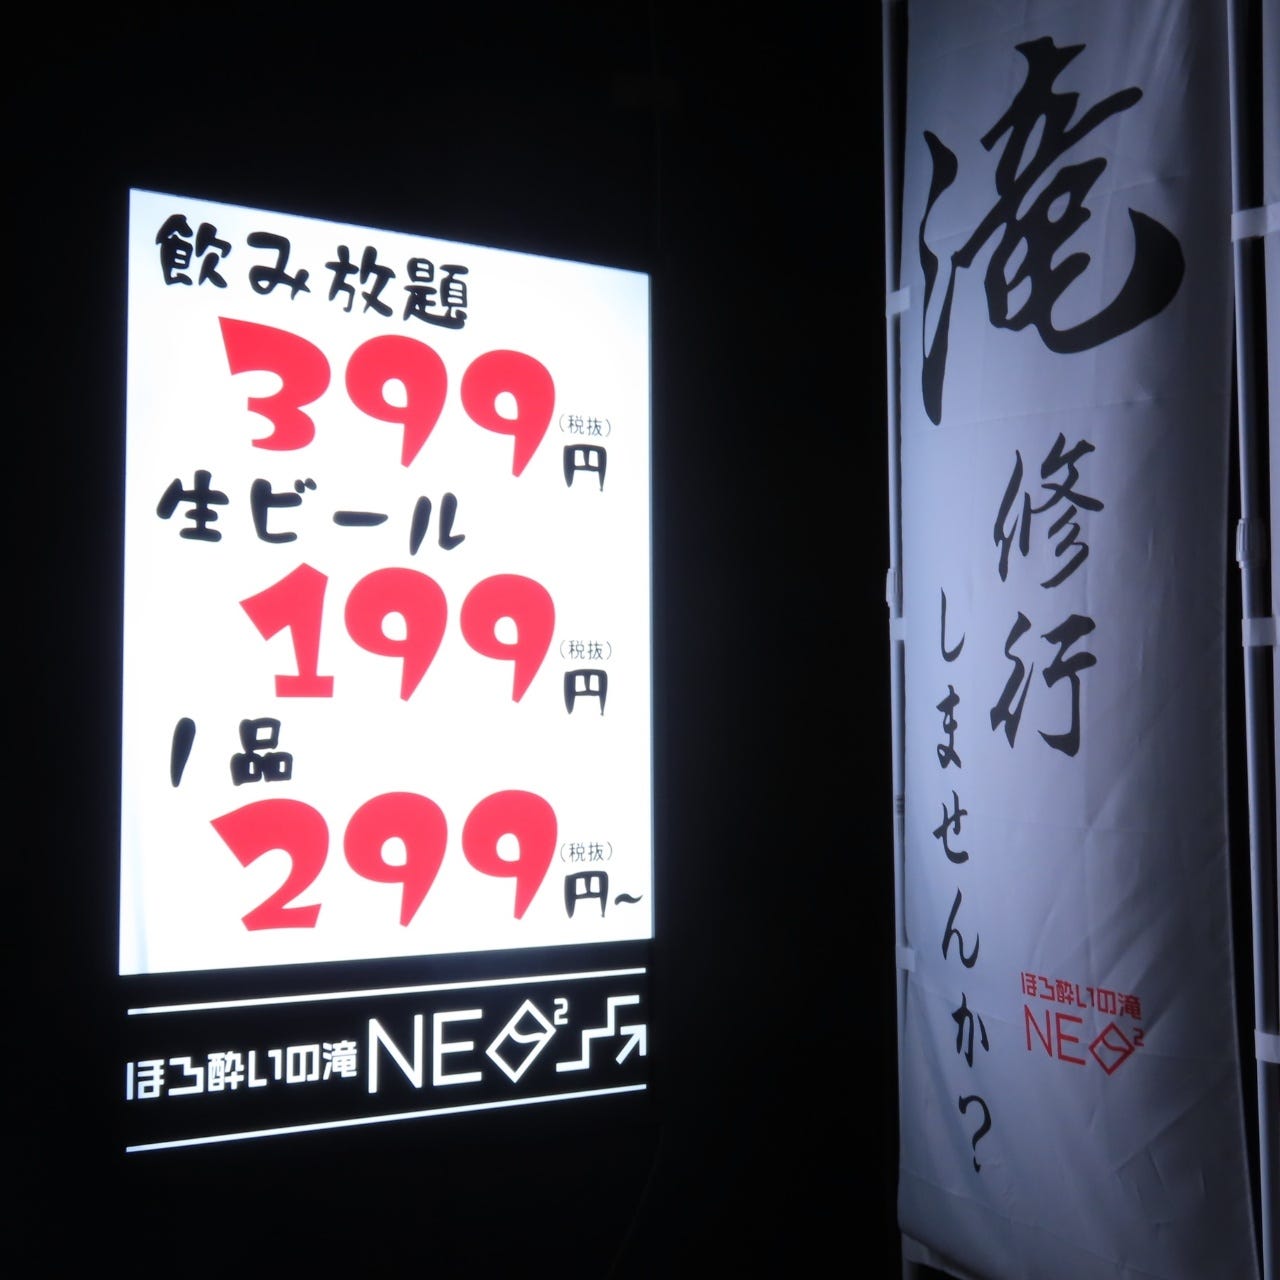 飲み放題
399(税抜)円
生ビール
199(税抜)円
1品
299(税抜)円~
ほろ酔いの滝 NEO²
滝修行
しませんか?
ほろ酔いの滝
NEO²